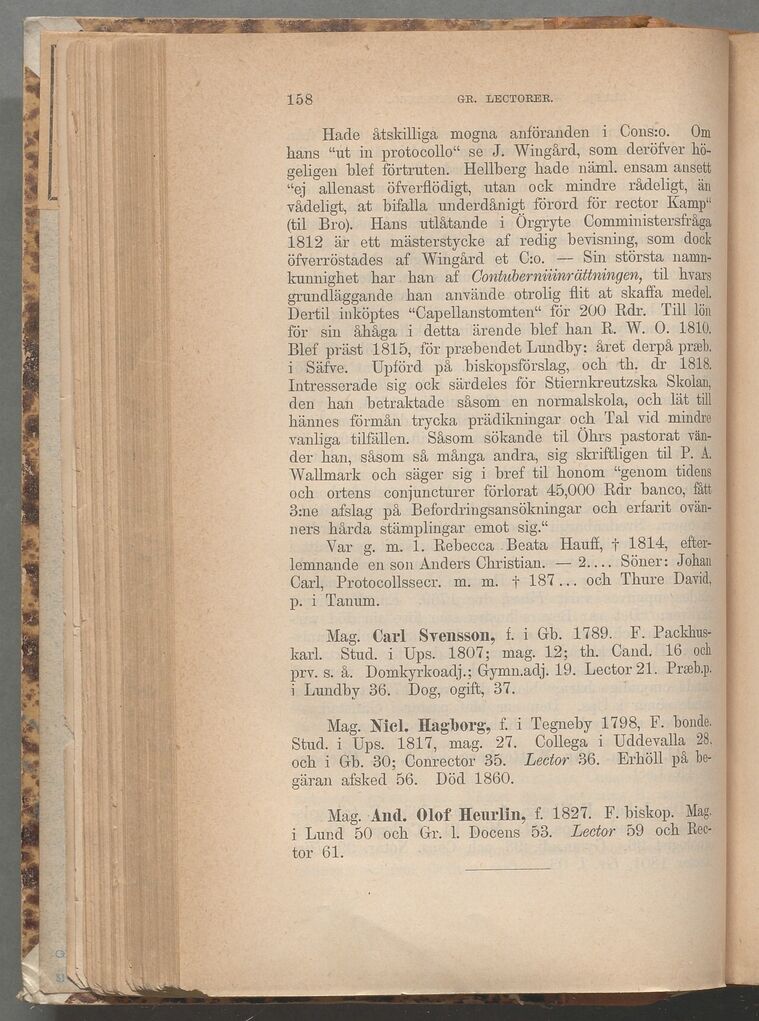 158
GR. LECTORER.
Hade åtskilliga mogna anföranden i Cons:o. Om
hans “ut in protocollo“ se J. Wingård, som deröfver hö-
geligen blef förtruten. Hellberg hade näml. ensam ansett
“ej allenast öfverflödigt, utan ock mindre rådeligt, än
vådeligt, at bifalla underdånigt förord för rector Kamp“
(til Bro). Hans utlåtande i Örgryte Comministersfråga
1812 är ett mästerstycke af redig bevisning, som dock
öfverröstades af Wingård et C:o. — Sin största namn-
kunnighet har han af Contuberniiinrättningen, til hvars
grundläggande han använde otrolig flit at skaffa medel.
Dertil inköptes “Capellanstomten“ för 200 Rdr. Till lön
för sin åhåga i detta ärende blef han R. W. O. 1810.
Blef präst 1815, för præbendet Lundby: året derpå præb.
i Säfve. Upförd på biskopsförslag, och th. dr 1818.
Intresserade sig ock särdeles för Stiernkreutzska Skolan,
den han betraktade såsom en normalskola, och lät till
hännes förmån trycka prädikningar och Tal vid mindre
vanliga tilfällen. Såsom sökande til Öhrs pastorat vän-
der han, såsom så många andra, sig skriftligen til P. A.
Wallmark och säger sig i bref til honom “genom tidens
och ortens conjuncturer förlorat 45,000 Rdr banco, fått
3:ne afslag på Befordringsansökningar och erfarit ovän-
ners hårda stämplingar emot sig.“
Var g. m. 1. Rebecca Beata Hauff, † 1814, efter-
lemnande en son Anders Christian. — 2.... Söner: Johan
Carl, Protocollssecr. m. m. † 187... och Thure David,
p. i Tanum.
Mag. Carl Svensson, f. i Gb. 1789. F. Packhus-
karl. Stud. i Ups. 1807; mag. 12; th. Cand. 16 och
prv. s. å. Domkyrkoadj.; Gymn.adj. 19. Lector 21. Præb.p.
i Lundby 36. Dog, ogift, 37.
Mag. Nicl. Hagborg, f. i Tegneby 1798, F. bonde.
Stud. i Ups. 1817, mag. 27. Collega i Uddevalla 28,
och i Gb. 30; Conrector 35. Lector 36. Erhöll på be-
gäran afsked 56. Död 1860.
Mag. And. Olof Heurlin, f. 1827. F. biskop. Mag.
i Lund 50 och Gr. l. Docens 53. Lector 59 och Rec-
tor 61.